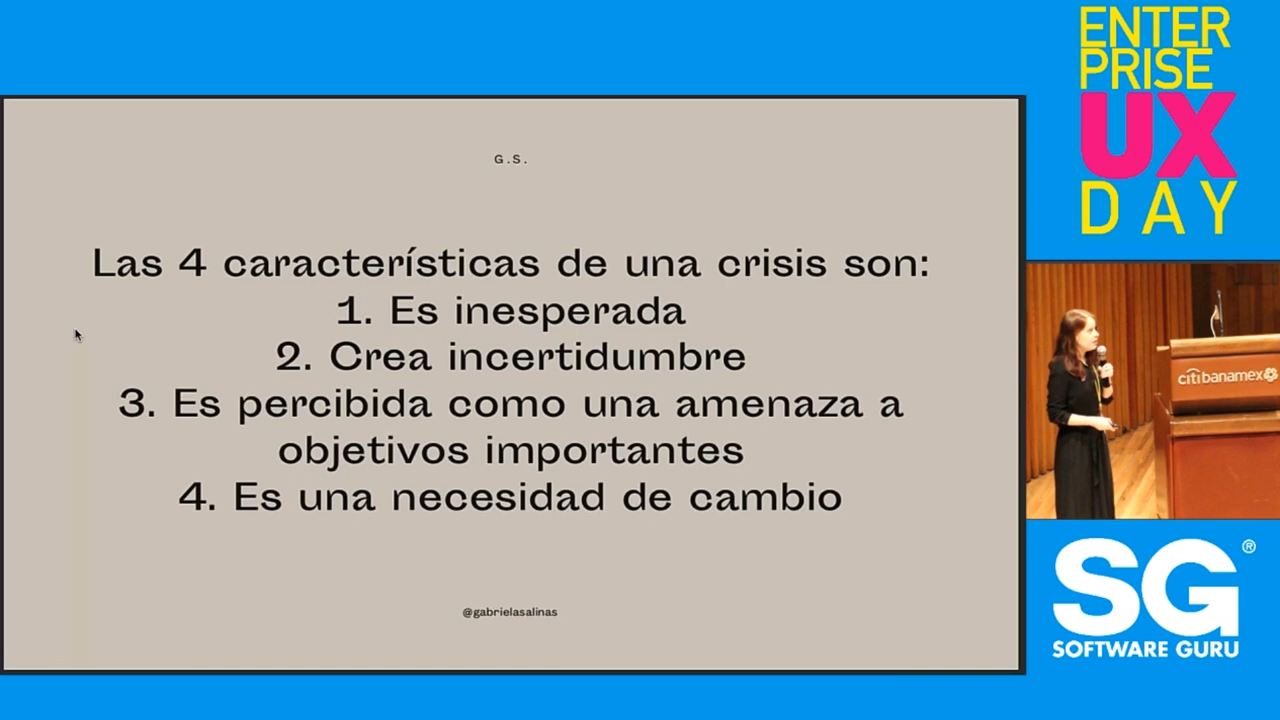 G.S.
Las 4 características de una crisis son:
1. Es inesperada
2. Crea incertidumbre
3. Es percibida como una amenaza a
objetivos importantes
4. Es una necesidad de cambio
@gabrielasalinas
ENTER
PRISE
UX
DAY
citibanamex
SG®
SOFTWARE GURU